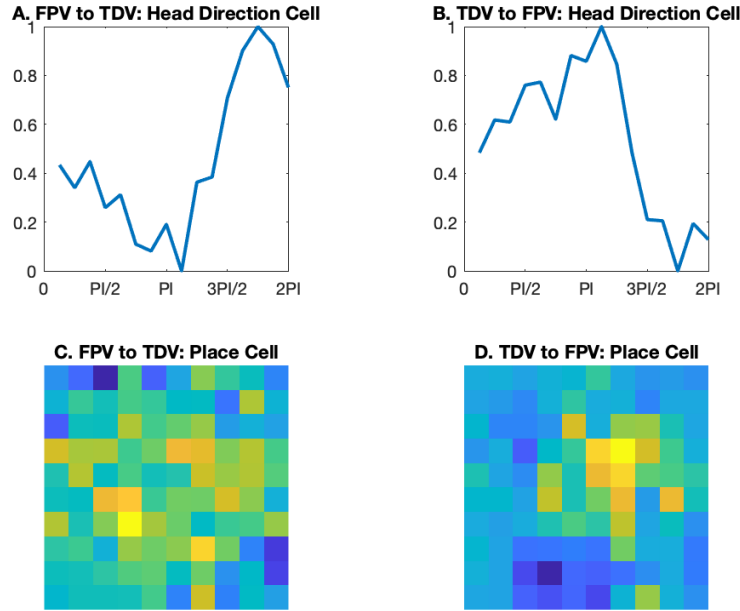 A. FPV to TDV: Head Direction Cell
1
0.8
0.6
0.4
0.2
0
0 PI/2 PI 3PI/2 2PI
B. TDV to FPV: Head Direction Cell
1
0.8
0.6
0.4
0.2
0
0 PI/2 PI 3PI/2 2PI
C. FPV to TDV: Place Cell
D. TDV to FPV: Place Cell